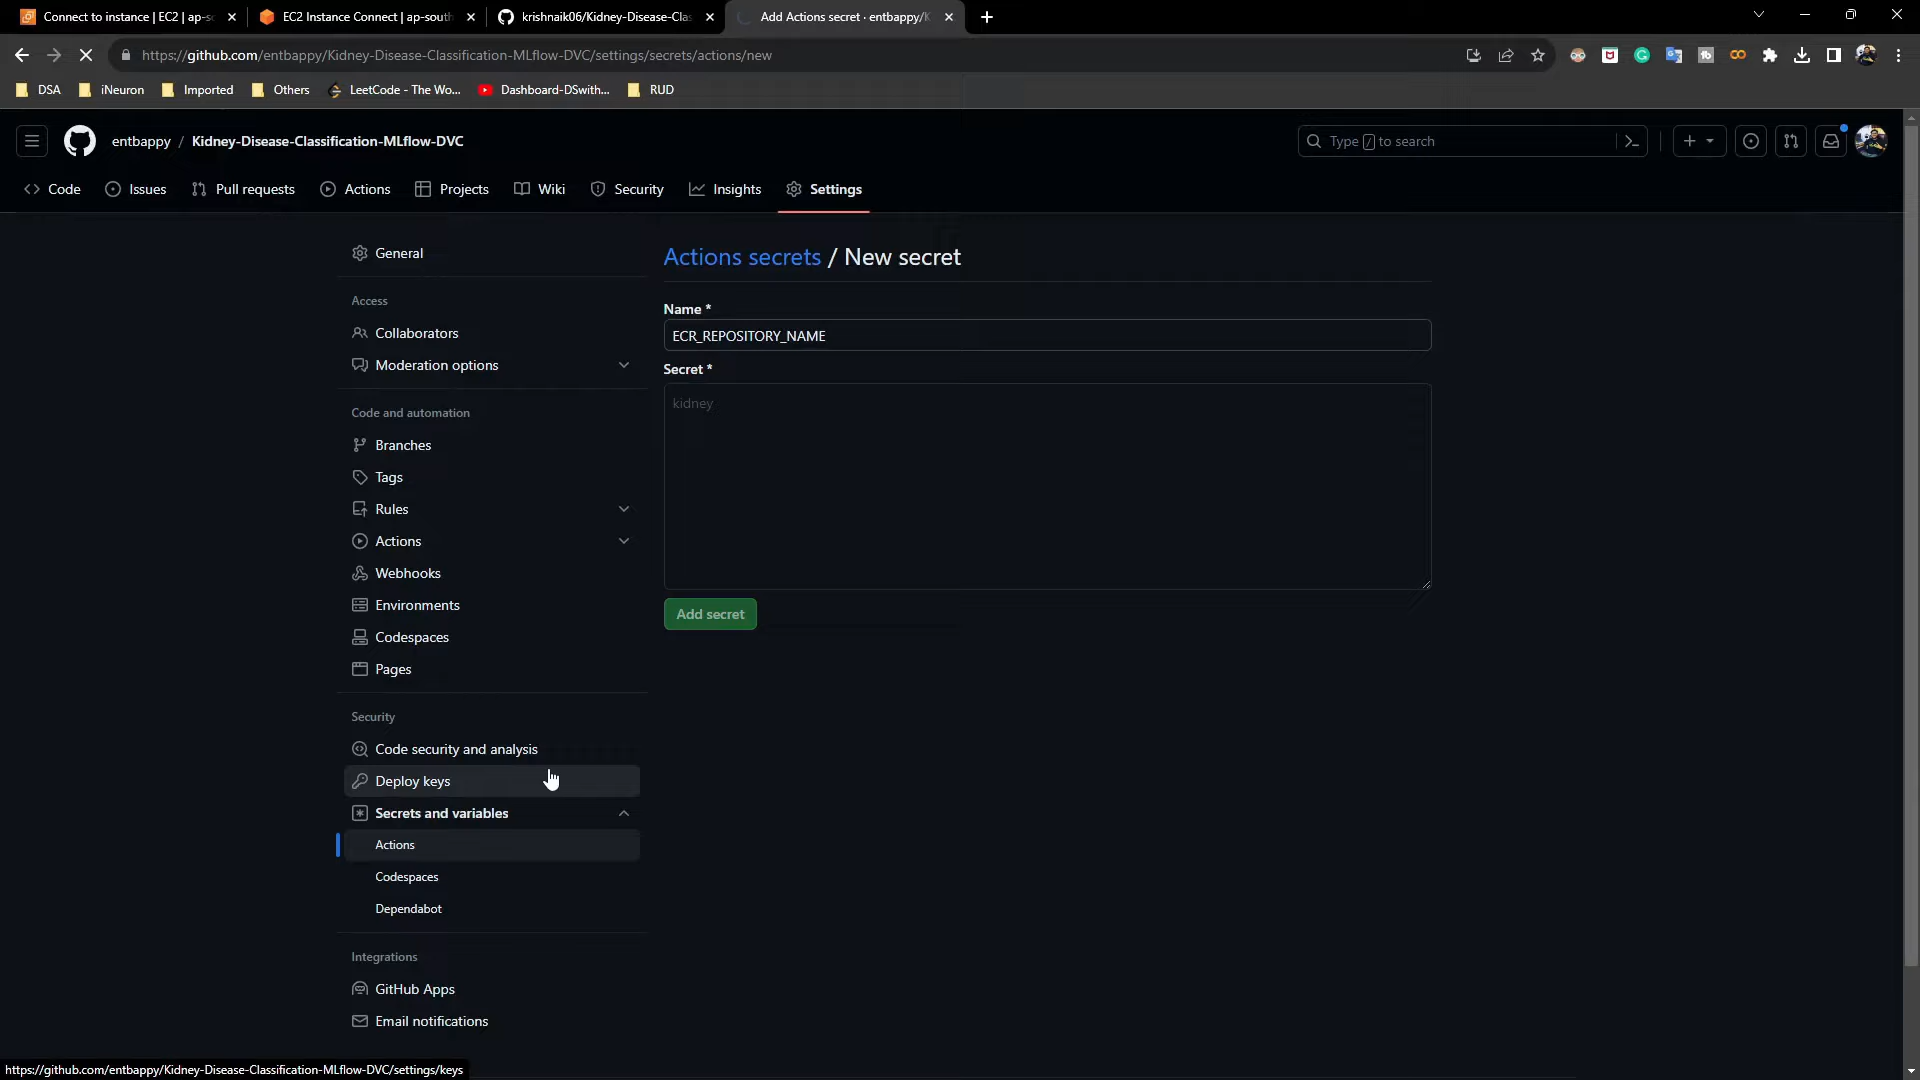 Connect to instance | EC2 | ap-s
EC2 Instance Connect | ap-south
krishnaik06/Kidney-Disease-Clas
Add Actions secret · entbappy/K
https://github.com/entbappy/Kidney-Disease-Classification-MLflow-DVC/settings/secrets/actions/new
DSA
iNeuron
Imported
Others
LeetCode - The Wo...
Dashboard-DSwith...
RUD
entbappy / Kidney-Disease-Classification-MLflow-DVC
Type / to search
Code
Issues
Pull requests
Actions
Projects
Wiki
Security
Insights
Settings
General
Access
Collaborators
Moderation options
Code and automation
Branches
Tags
Rules
Actions
Webhooks
Environments
Codespaces
Pages
Security
Code security and analysis
Deploy keys
Secrets and variables
Actions
Codespaces
Dependabot
Integrations
GitHub Apps
Email notifications
Actions secrets / New secret
Name *
ECR_REPOSITORY_NAME
Secret *
kidney
Add secret
https://github.com/entbappy/Kidney-Disease-Classification-MLflow-DVC/settings/keys